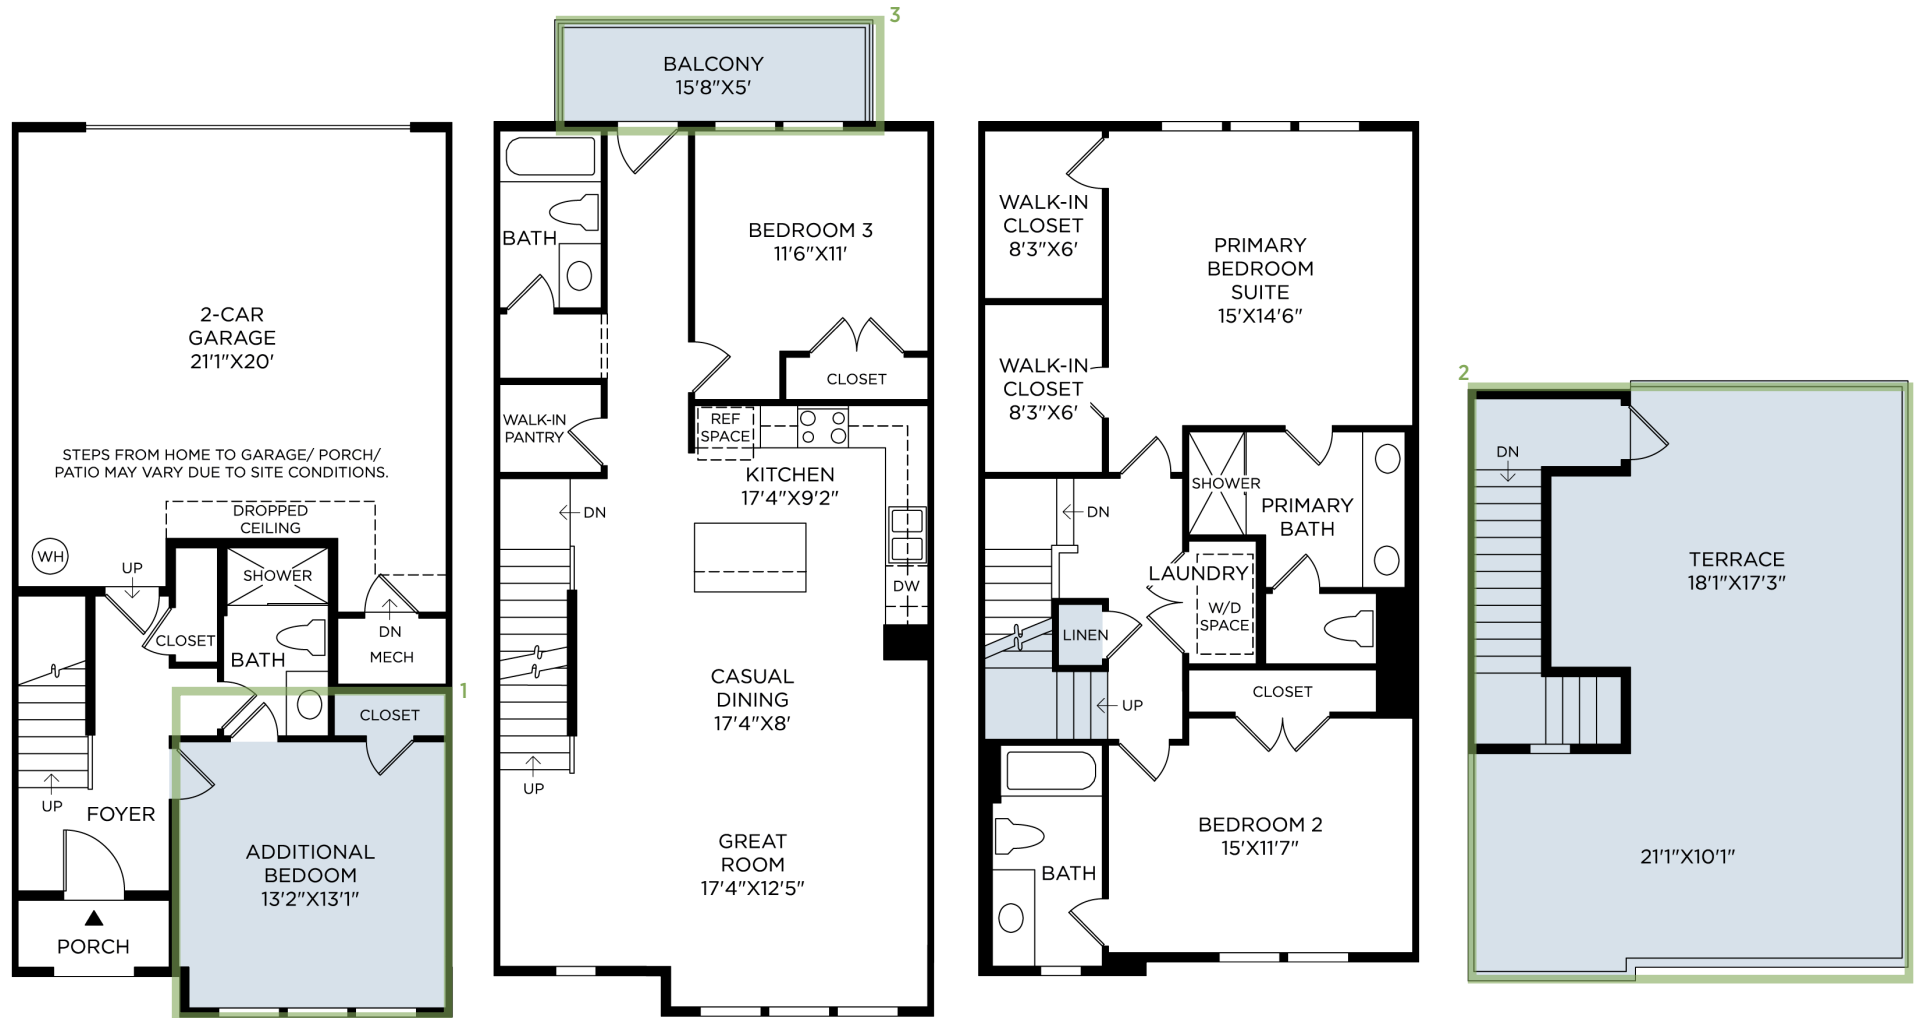 2-CAR
GARAGE
21'1"X20'
STEPS FROM HOME TO GARAGE/ PORCH/
PATIO MAY VARY DUE TO SITE CONDITIONS.
DROPPED
CEILING
WH
UP
SHOWER
CLOSET
DN
MECH
BATH
1
CLOSET
UP
FOYER
ADDITIONAL
BEDOOM
13'2"X13'1"
PORCH
3
BALCONY
15'8"X5'
BATH
BEDROOM 3
11'6"X11'
CLOSET
WALK-IN
PANTRY
REF
SPACE
KITCHEN
17'4"X9'2"
DN
DW
CASUAL
DINING
17'4"X8'
UP
GREAT
ROOM
17'4"X12'5"
WALK-IN
CLOSET
8'3"X6'
PRIMARY
BEDROOM
SUITE
15'X14'6"
WALK-IN
CLOSET
8'3"X6'
SHOWER
PRIMARY
BATH
DN
LAUNDRY
W/D
SPACE
LINEN
CLOSET
UP
BEDROOM 2
15'X11'7"
BATH
2
DN
TERRACE
18'1"X17'3"
21'1"X10'1"